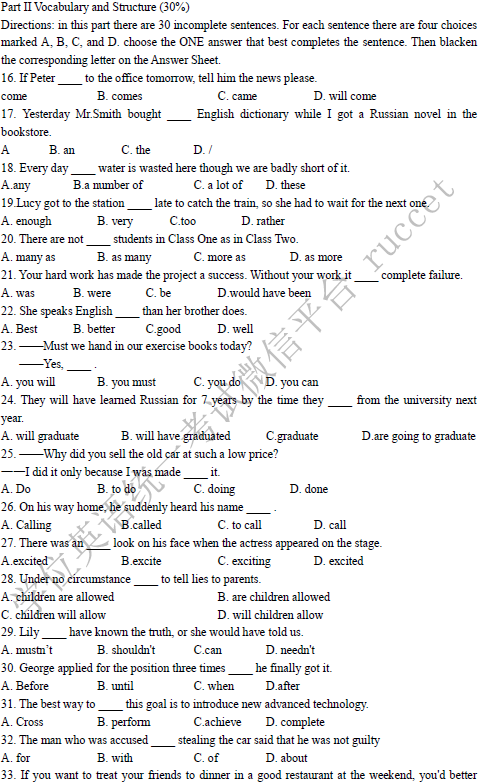 Part II Vocabulary and Structure (30%)
Directions: in this part there are 30 incomplete sentences. For each sentence there are four choices
marked A, B, C, and D. choose the ONE answer that best completes the sentence. Then blacken
the corresponding letter on the Answer Sheet.
16. If Peter ____ to the office tomorrow, tell him the news please.
come B. comes C. came D. will come
17. Yesterday Mr.Smith bought ____ English dictionary while I got a Russian novel in the
bookstore.
A B. an C. the D. /
18. Every day ____ water is wasted here though we are badly short of it.
A.any B.a number of C. a lot of D. these
19.Lucy got to the station ____ late to catch the train, so she had to wait for the next one.
A. enough B. very C.too D. rather
20. There are not ____ students in Class One as in Class Two.
A. many as B. as many C. more as D. as more
21. Your hard work has made the project a success. Without your work it ____ complete failure.
A. was B. were C. be D.would have been
22. She speaks English ____ than her brother does.
A. Best B. better C.good D. well
23. ——Must we hand in our exercise books today?
——Yes, ____ .
A. you will B. you must C. you do D. you can
24. They will have learned Russian for 7 years by the time they ____ from the university next
year.
A. will graduate B. will have graduated C.graduate D.are going to graduate
25. ——Why did you sell the old car at such a low price?
——I did it only because I was made ____ it.
A. Do B. to do C. doing D. done
26. On his way home, he suddenly heard his name ____ .
A. Calling B.called C. to call D. call
27. There was an ____ look on his face when the actress appeared on the stage.
A.excited B.excite C. exciting D. excited
28. Under no circumstance ____ to tell lies to parents.
A. children are allowed B. are children allowed
C. children will allow D. will children allow
29. Lily ____ have known the truth, or she would have told us.
A. mustn't B. shouldn't C.can D. needn't
30. George applied for the position three times ____ he finally got it.
A. Before B. until C. when D.after
31. The best way to ____ this goal is to introduce new advanced technology.
A. Cross B. perform C.achieve D. complete
32. The man who was accused ____ stealing the car said that he was not guilty
A. for B. with C. of D. about
33. If you want to treat your friends to dinner in a good restaurant at the weekend, you'd better
学位英语统一考试微信平台 ruccet